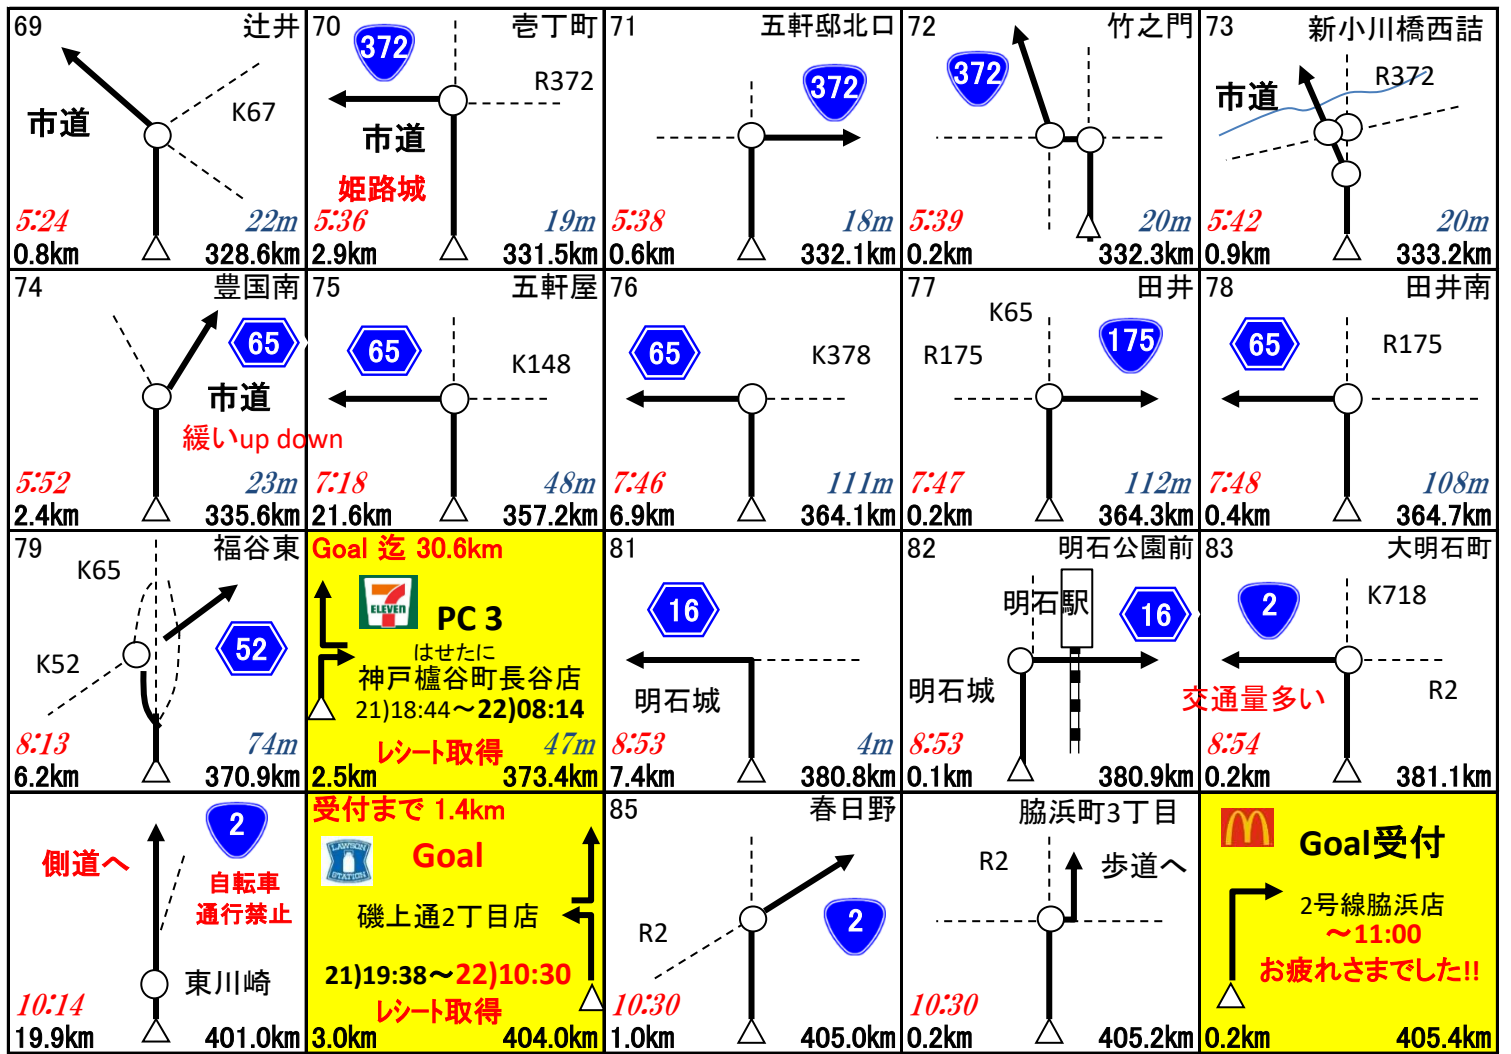 69 辻井
K67
市道
5:24 22m
0.8km 328.6km
70 壱丁町
372
R372
市道
姫路城
5:36 19m
2.9km 331.5km
71 五軒邸北口
372
5:38 18m
0.6km 332.1km
72 竹之門
372
5:39 20m
0.2km 332.3km
73 新小川橋西詰
R372
市道
5:42 20m
0.9km 333.2km
74 豊国南
65
市道
緩いup down
5:52 23m
2.4km 335.6km
75 五軒屋
65
K148
7:18 48m
21.6km 357.2km
76
65
K378
7:46 111m
6.9km 364.1km
77 田井
K65
R175
175
7:47 112m
0.2km 364.3km
78 田井南
65
R175
7:48 108m
0.4km 364.7km
79 福谷東
K65
K52
52
8:13 74m
6.2km 370.9km
Goal 迄 30.6km
7
ELEVEN
PC 3
はせたに
神戸櫨谷町長谷店
21)18:44～22)08:14
レシート取得 47m
2.5km 373.4km
81
16
明石城
8:53 4m
7.4km 380.8km
82 明石公園前
明石駅
16
明石城
8:53
0.1km 380.9km
83 大明石町
2
K718
R2
交通量多い
8:54
0.2km 381.1km
2
側道へ
自転車
通行禁止
東川崎
10:14
19.9km 401.0km
受付まで 1.4km
LAWSON
STATION
Goal
磯上通2丁目店
21)19:38～22)10:30
レシート取得
3.0km 404.0km
85 春日野
R2
2
10:30
1.0km 405.0km
脇浜町3丁目
R2
歩道へ
10:30
0.2km 405.2km
Goal受付
2号線脇浜店
～11:00
お疲れさまでした!!
0.2km 405.4km